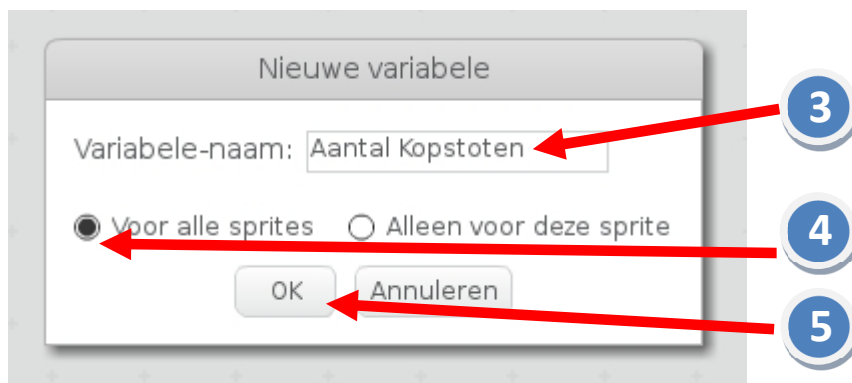 Nieuwe variabele
Variabele-naam: Aantal Kopstoten
3
Voor alle sprites Alleen voor deze sprite
4
OK Annuleren
5